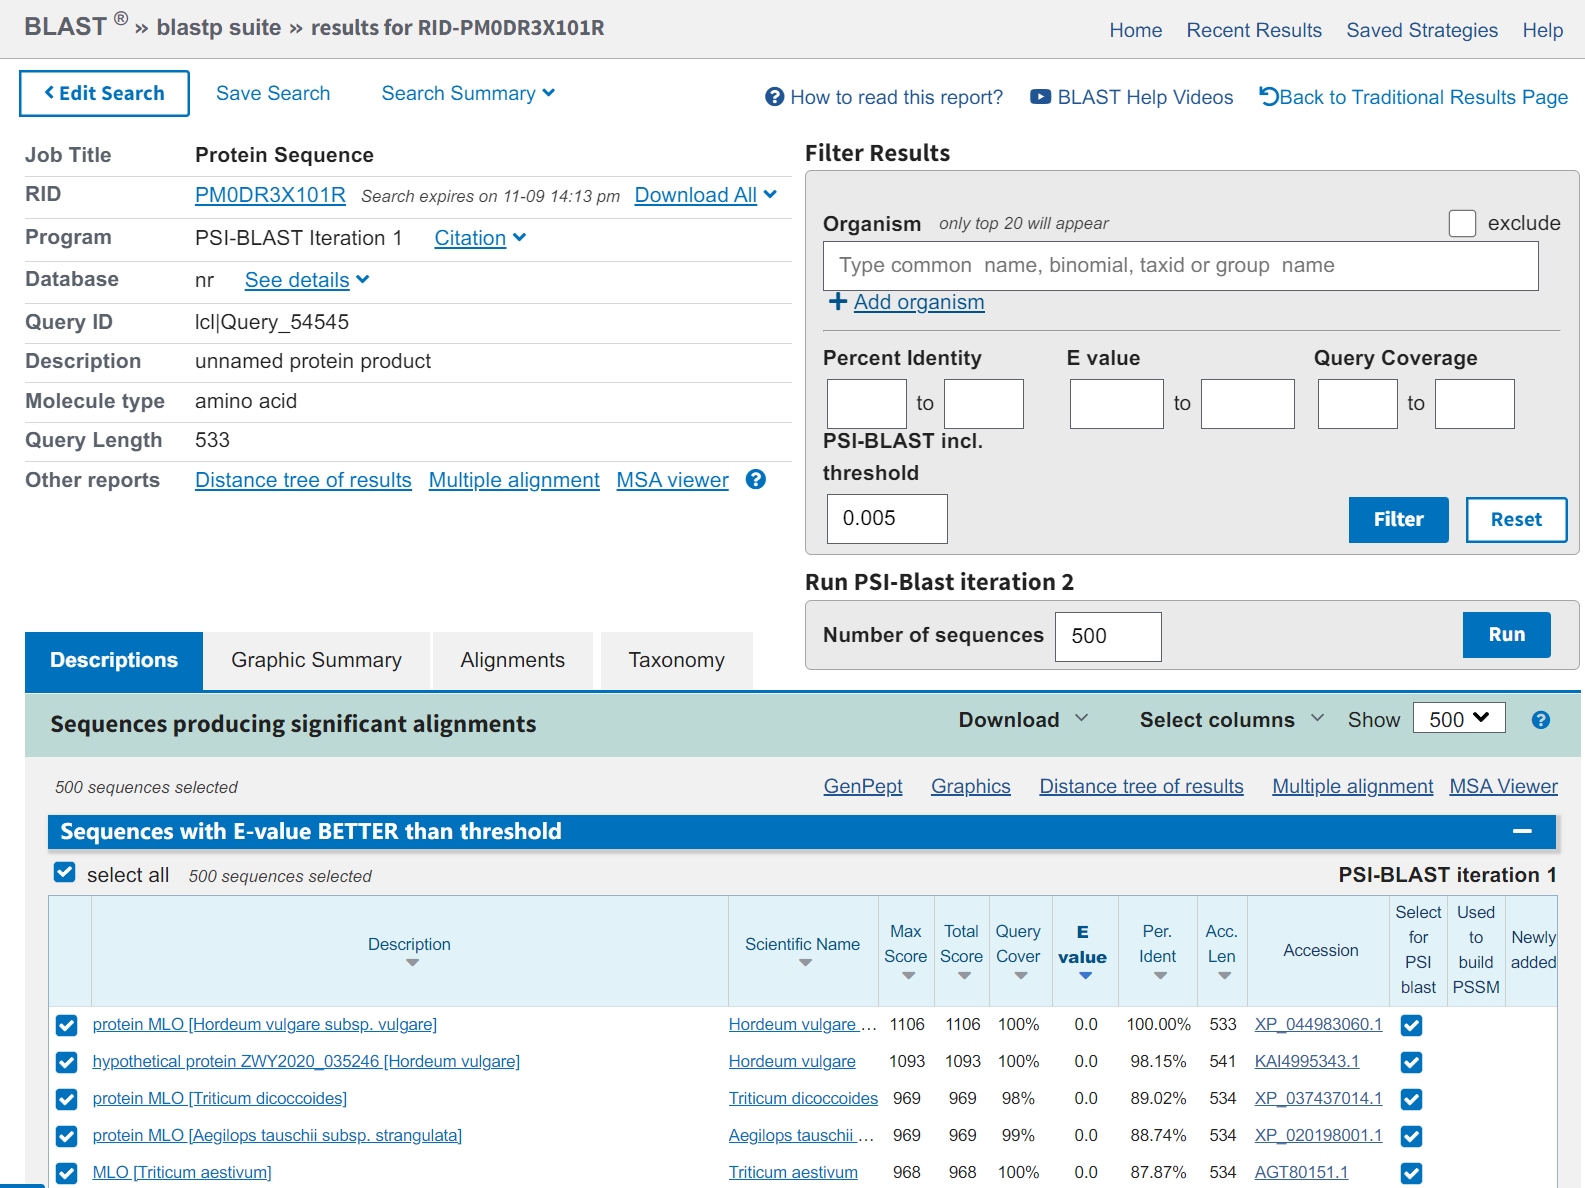 BLAST ® » blastp suite » results for RID-PM0DR3X101R
Home Recent Results Saved Strategies Help
Edit Search Save Search Search Summary
How to read this report? BLAST Help Videos Back to Traditional Results Page
Job Title Protein Sequence
RID PM0DR3X101R Search expires on 11-09 14:13 pm Download All
Program PSI-BLAST Iteration 1 Citation
Database nr See details
Query ID lcl|Query_54545
Description unnamed protein product
Molecule type amino acid
Query Length 533
Other reports Distance tree of results Multiple alignment MSA viewer ?
Filter Results
Organism only top 20 will appear exclude
Type common name, binomial, taxid or group name
+ Add organism
Percent Identity E value Query Coverage
to to to
PSI-BLAST incl.
threshold
0.005
Filter Reset
Run PSI-Blast iteration 2
Number of sequences 500 Run
Descriptions Graphic Summary Alignments Taxonomy
Sequences producing significant alignments Download Select columns Show 500 ?
500 sequences selected GenPept Graphics Distance tree of results Multiple alignment MSA Viewer
Sequences with E-value BETTER than threshold
select all 500 sequences selected PSI-BLAST iteration 1
Description Scientific Name Max Score Total Score Query Cover E value Per. Ident Acc. Len Accession Select for PSI blast Used to build PSSM Newly added
protein MLO [Hordeum vulgare subsp. vulgare] Hordeum vulgare ... 1106 1106 100% 0.0 100.00% 533 XP_044983060.1
hypothetical protein ZWY2020_035246 [Hordeum vulgare] Hordeum vulgare 1093 1093 100% 0.0 98.15% 541 KAI4995343.1
protein MLO [Triticum dicoccoides] Triticum dicoccoides 969 969 98% 0.0 89.02% 534 XP_037437014.1
protein MLO [Aegilops tauschii subsp. strangulata] Aegilops tauschii ... 969 969 99% 0.0 88.74% 534 XP_020198001.1
MLO [Triticum aestivum] Triticum aestivum 968 968 100% 0.0 87.87% 534 AGT80151.1